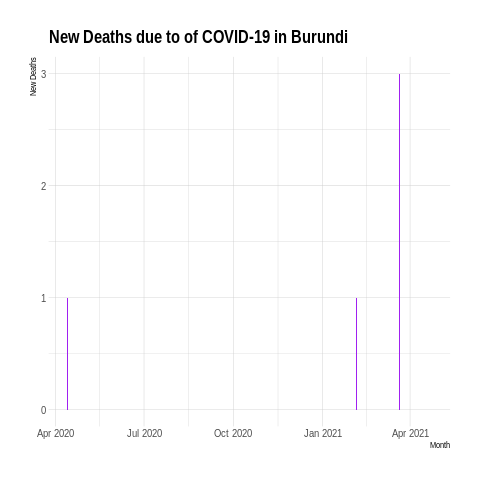 New Deaths due to of COVID-19 in Burundi
New Deaths
3
2
1
0
Apr 2020 Jul 2020 Oct 2020 Jan 2021 Apr 2021
Month